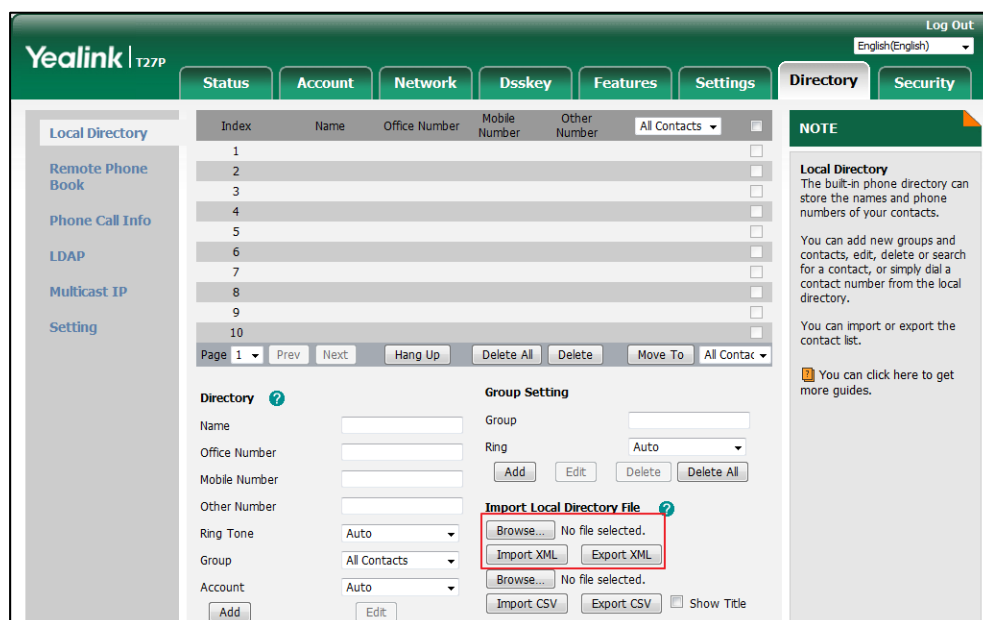 Log Out
Yealink T27P
English(English)
Status Account Network Dsskey Features Settings Directory Security
Local Directory
Remote Phone
Book
Phone Call Info
LDAP
Multicast IP
Setting
Index Name Office Number Mobile Number Other Number All Contacts
1
2
3
4
5
6
7
8
9
10
Page 1 Prev Next Hang Up Delete All Delete Move To All Contac
Directory ?
Name
Office Number
Mobile Number
Other Number
Ring Tone Auto
Group All Contacts
Account Auto
Add Edit
Group Setting
Group
Ring Auto
Add Edit Delete Delete All
Import Local Directory File ?
Browse... No file selected.
Import XML Export XML
Browse... No file selected.
Import CSV Export CSV Show Title
NOTE
Local Directory
The built-in phone directory can
store the names and phone
numbers of your contacts.
You can add new groups and
contacts, edit, delete or search
for a contact, or simply dial a
contact number from the local
directory.
You can import or export the
contact list.
? You can click here to get
more guides.